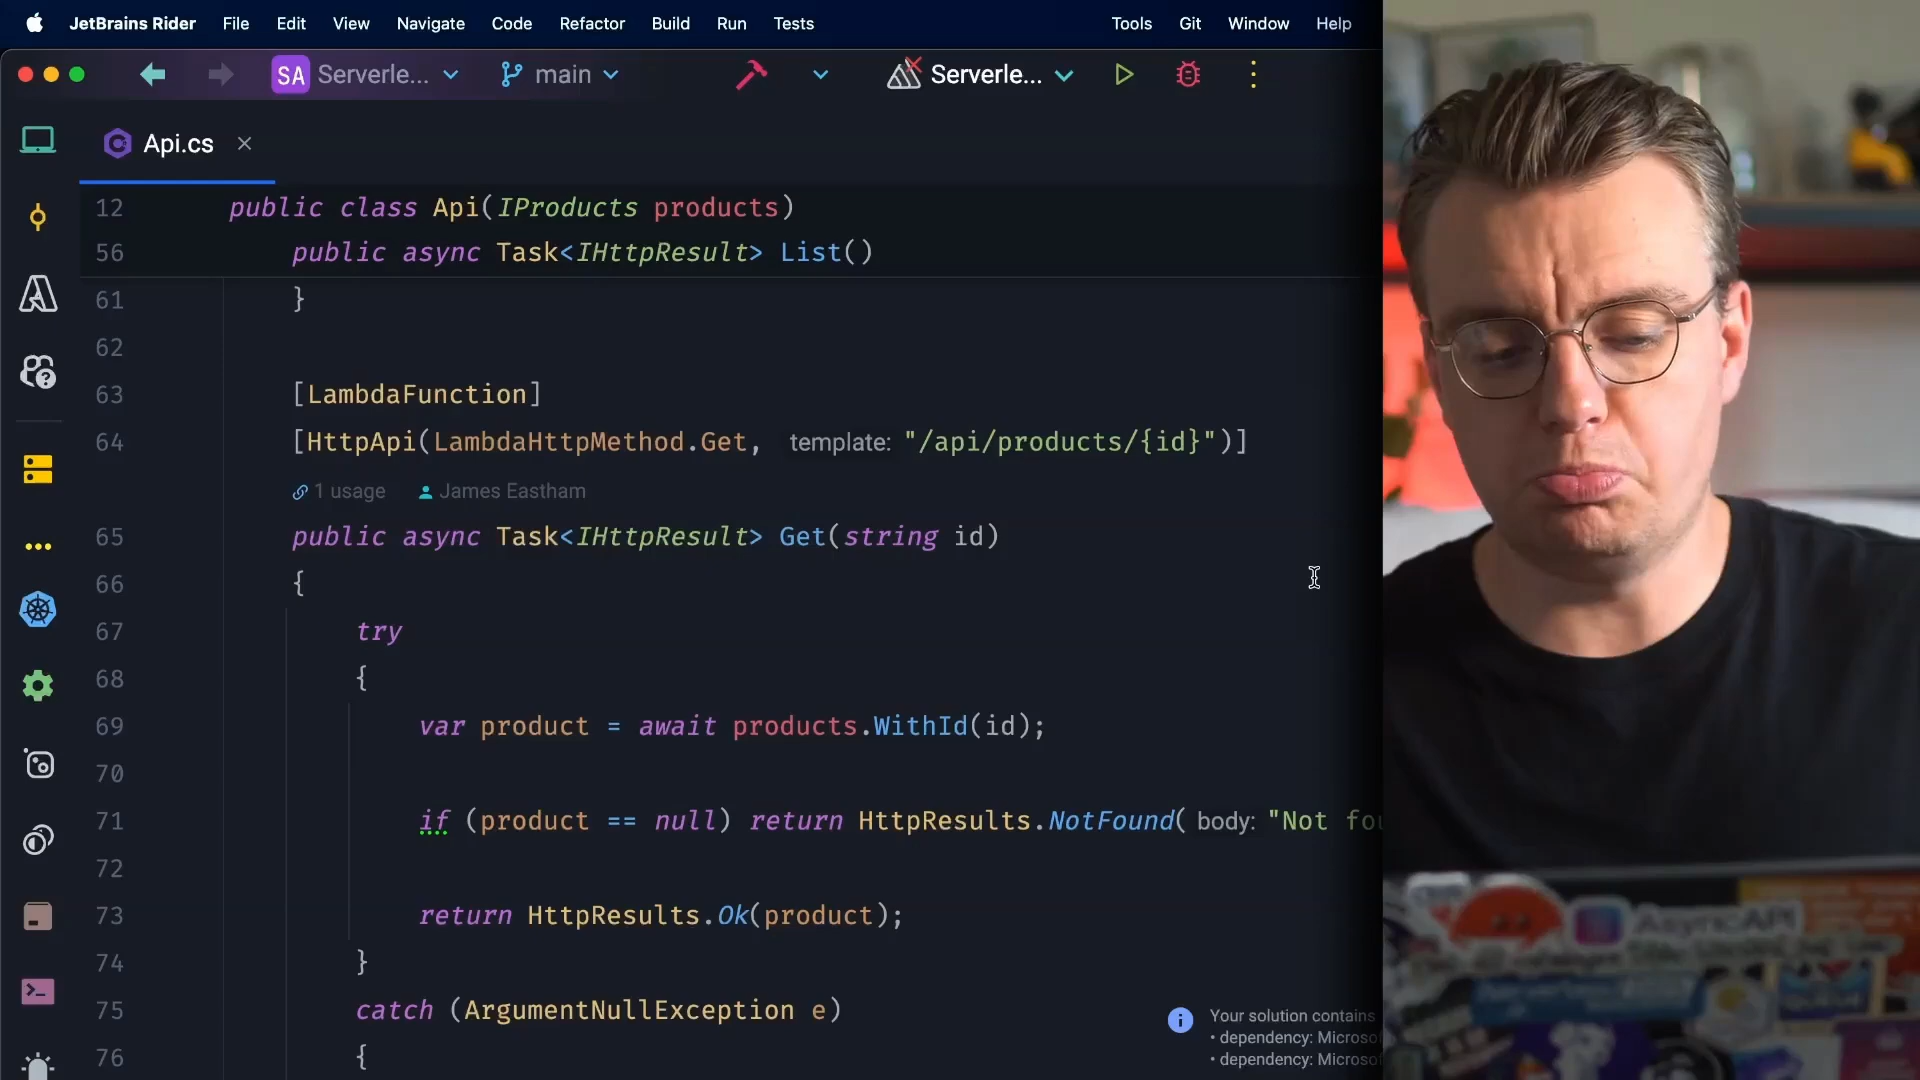 JetBrains Rider File Edit View Navigate Code Refactor Build Run Tests Tools Git Window Help
SA Serverle... main Serverle...
Api.cs
12 public class Api(IProducts products)
56 public async Task<IHttpResult> List()
61 }
62
63 [LambdaFunction]
64 [HttpApi(LambdaHttpMethod.Get, template: "/api/products/{id}")]
1 usage James Eastham
65 public async Task<IHttpResult> Get(string id)
66 {
67 try
68 {
69 var product = await products.WithId(id);
70
71 if (product == null) return HttpResults.NotFound( body: "Not fou
72
73 return HttpResults.Ok(product);
74 }
75 catch (ArgumentNullException e)
76 {
Your solution contains
• dependency: Microso
• dependency: Microso
AsyncAPI